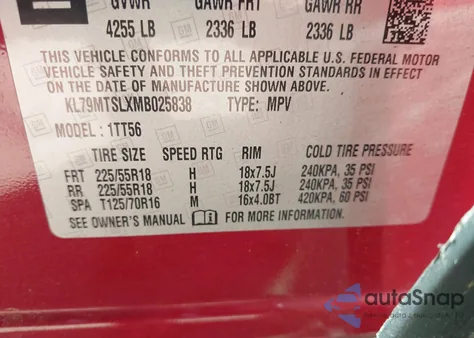 GVWR GAWR FRT GAWR RR
4255 LB 2336 LB 2336 LB
THIS VEHICLE CONFORMS TO ALL APPLICABLE U.S. FEDERAL MOTOR
VEHICLE SAFETY AND THEFT PREVENTION STANDARDS IN EFFECT
ON THE DATE OF MANUFACTURE SHOWN ABOVE.
KL79MTSLXMB025838 TYPE: MPV
MODEL: 1TT56
TIRE SIZE SPEED RTG RIM COLD TIRE PRESSURE
FRT 225/55R18 H 18x7.5J 240KPA, 35 PSI
RR 225/55R18 H 18x7.5J 240KPA, 35 PSI
SPA T125/70R16 M 16x4.0BT 420KPA, 60 PSI
SEE OWNER'S MANUAL FOR MORE INFORMATION.
autoSnap